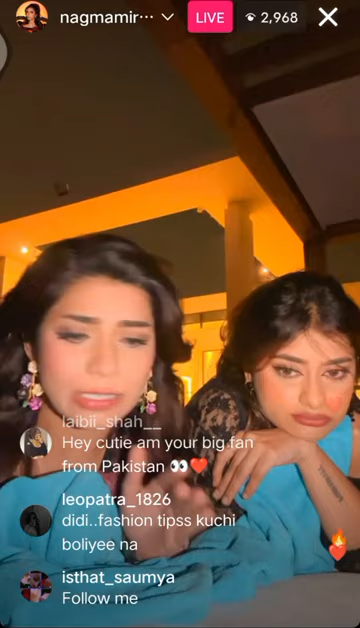 nagmamir...
LIVE
2,968
laibii_shah__
Hey cutie am your big fan
from Pakistan 👀❤️
leopatra_1826
didi..fashion tipss kuchi
boliyee na
isthat_saumya
Follow me